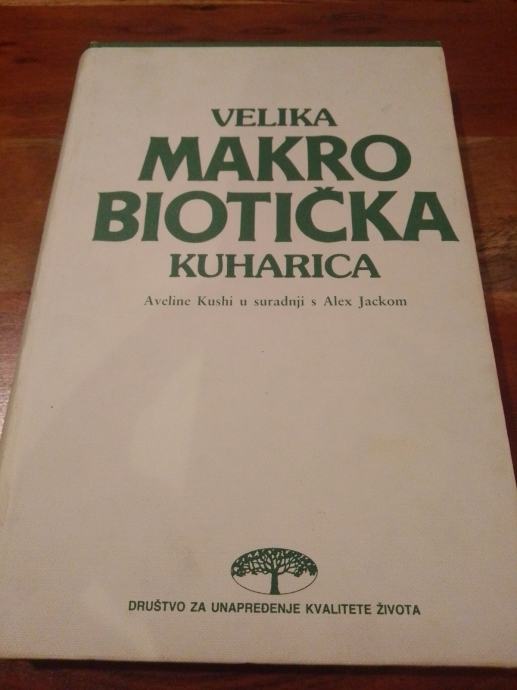 VELIKA
MAKRO
BIOTIČKA
KUHARICA
Aveline Kushi u suradnji s Alex Jackom
DRUŠTVO ZA UNAPREĐENJE KVALITETE ŽIVOTA